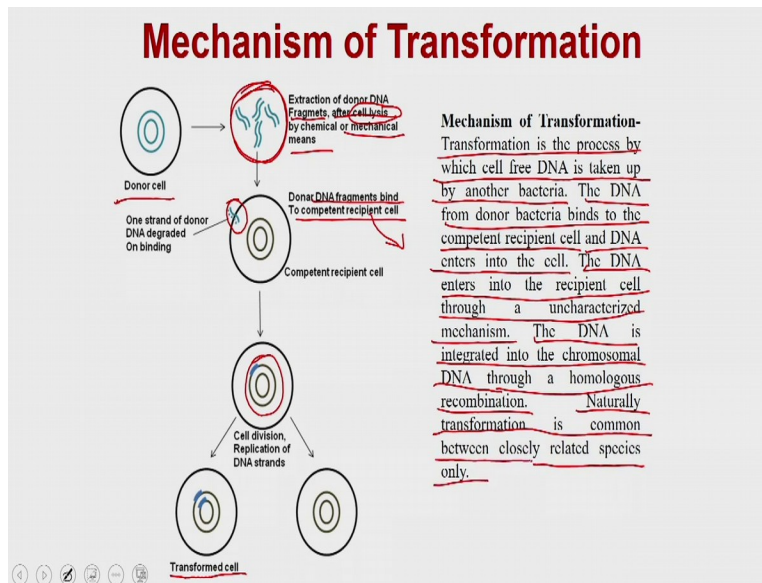 Mechanism of Transformation
Extraction of donor DNA
Fragmets, after cell lysis
by chemical or mechanical
means
Donor cell
Donar DNA fragments bind
To competent recipient cell
One strand of donor
DNA degraded
On binding
Competent recipient cell
Cell division,
Replication of
DNA strands
Transformed cell
Mechanism of Transformation-
Transformation is the process by
which cell free DNA is taken up
by another bacteria. The DNA
from donor bacteria binds to the
competent recipient cell and DNA
enters into the cell. The DNA
enters into the recipient cell
through a uncharacterized
mechanism. The DNA is
integrated into the chromosomal
DNA through a homologous
recombination. Naturally
transformation is common
between closely related species
only.